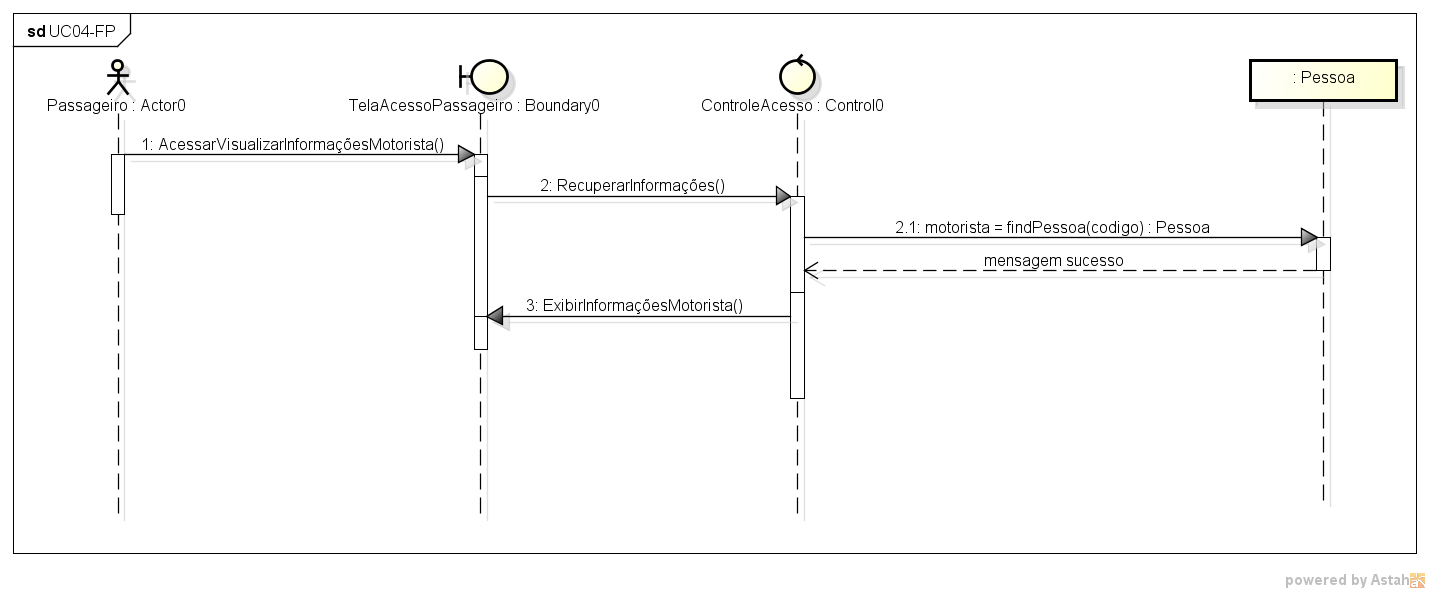 sd UC04-FP
Passageiro : Actor0
TelaAcessoPassageiro : Boundary0
ControleAcesso : Control0
: Pessoa
1: AcessarVisualizarInformaçõesMotorista()
2: RecuperarInformações()
2.1: motorista = findPessoa(codigo) : Pessoa
mensagem sucesso
3: ExibirInformaçõesMotorista()
powered by Astah